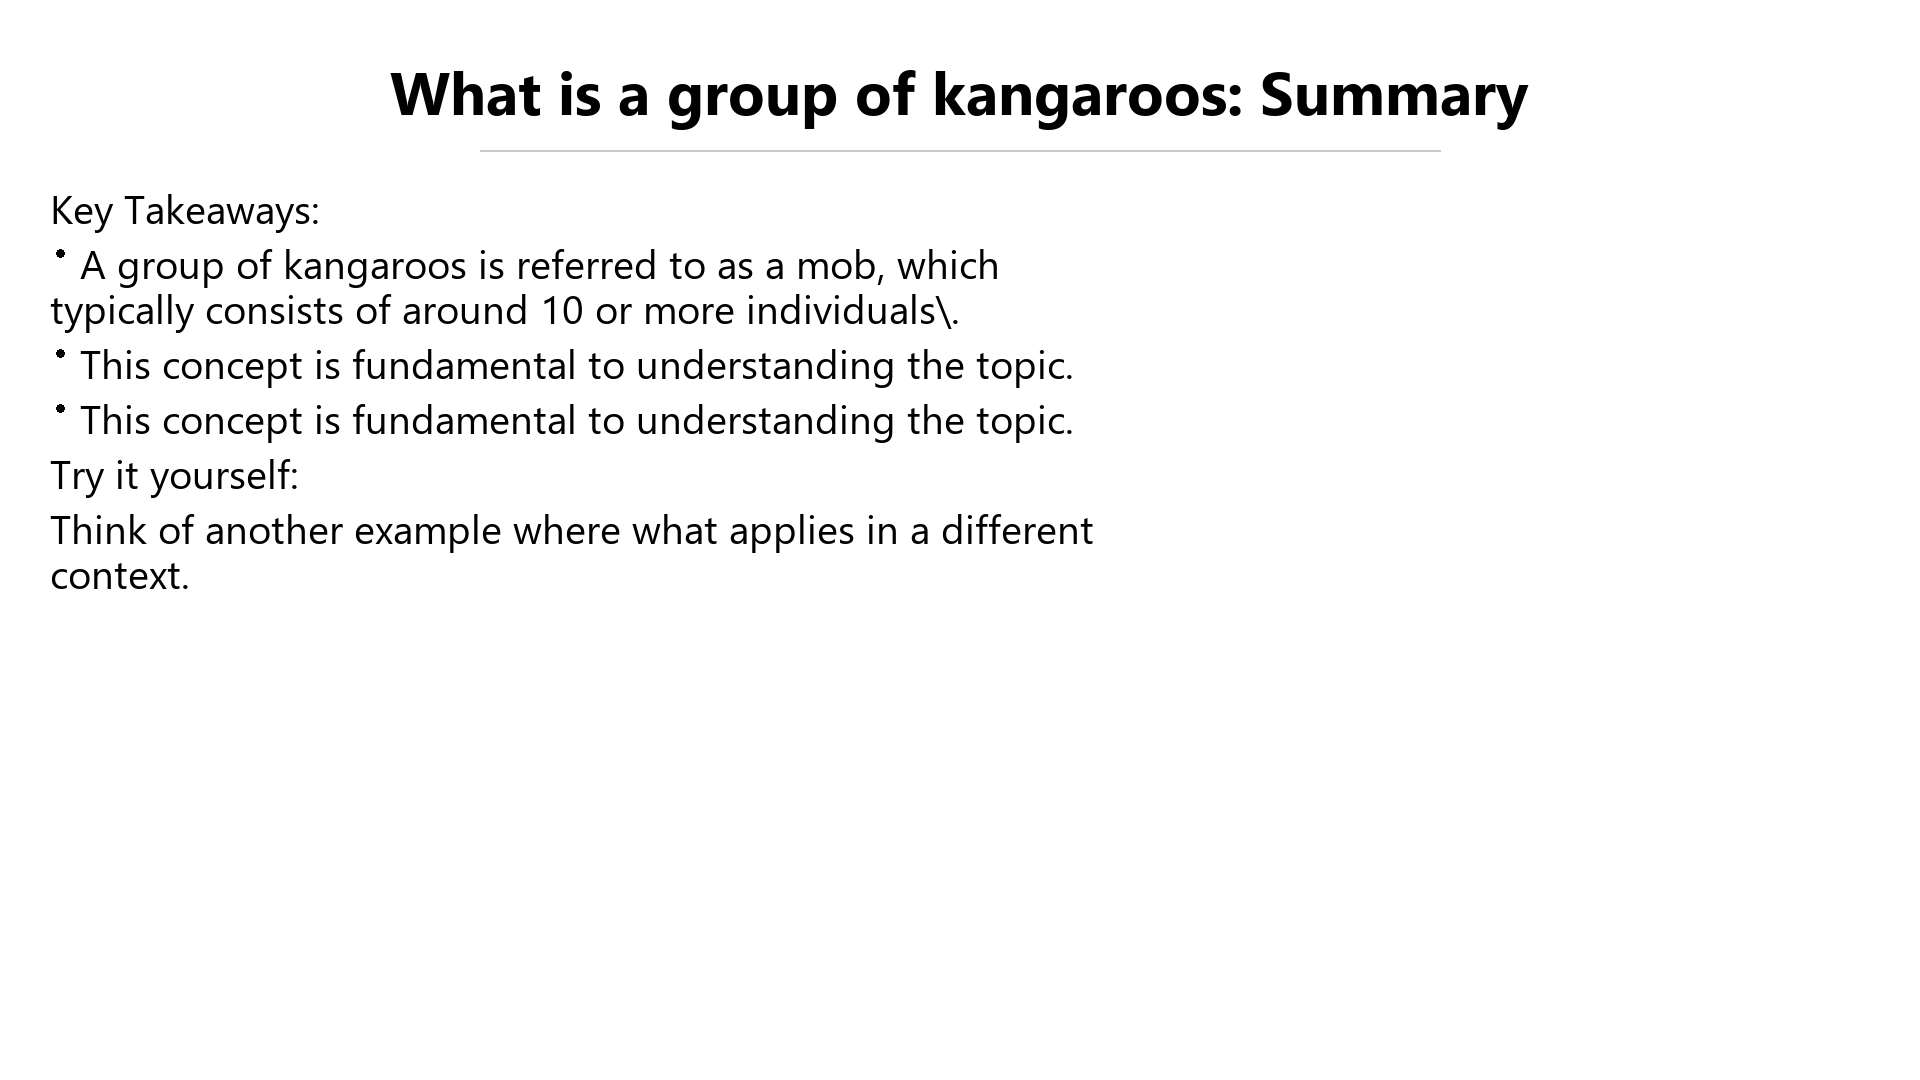 What is a group of kangaroos: Summary
Key Takeaways:
• A group of kangaroos is referred to as a mob, which
typically consists of around 10 or more individuals\.
• This concept is fundamental to understanding the topic.
• This concept is fundamental to understanding the topic.
Try it yourself:
Think of another example where what applies in a different
context.